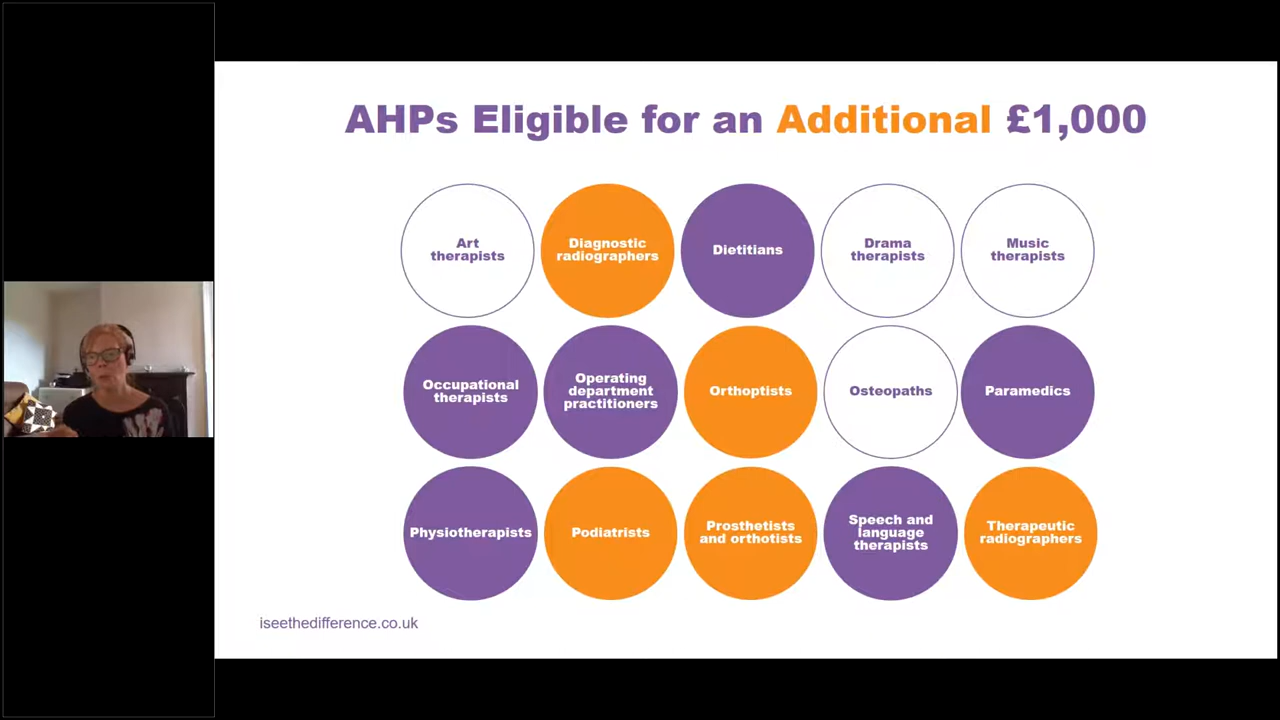 AHPs Eligible for an Additional £1,000
Art
therapists
Diagnostic
radiographers
Dietitians
Drama
therapists
Music
therapists
Occupational
therapists
Operating
department
practitioners
Orthoptists
Osteopaths
Paramedics
Physiotherapists
Podiatrists
Prosthetists
and orthotists
Speech and
language
therapists
Therapeutic
radiographers
iseethedifference.co.uk